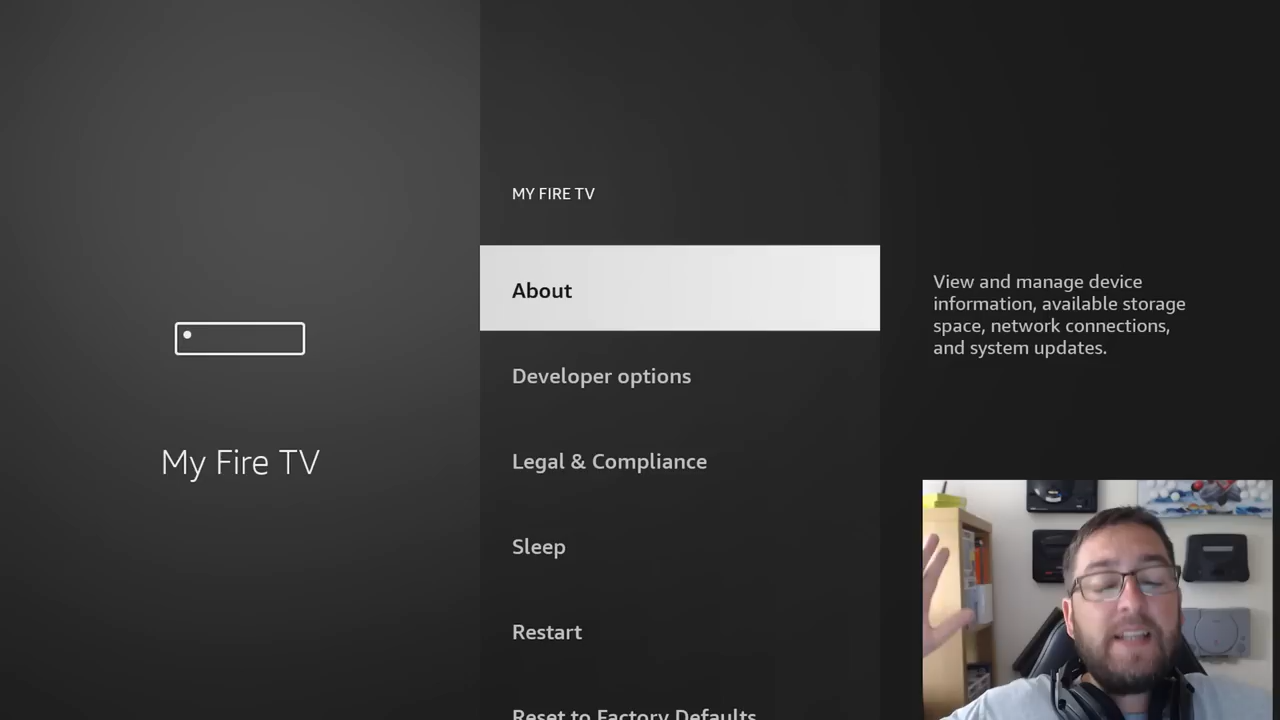 My Fire TV
MY FIRE TV
About
Developer options
Legal & Compliance
Sleep
Restart
Reset to Factory Defaults
View and manage device
information, available storage
space, network connections,
and system updates.